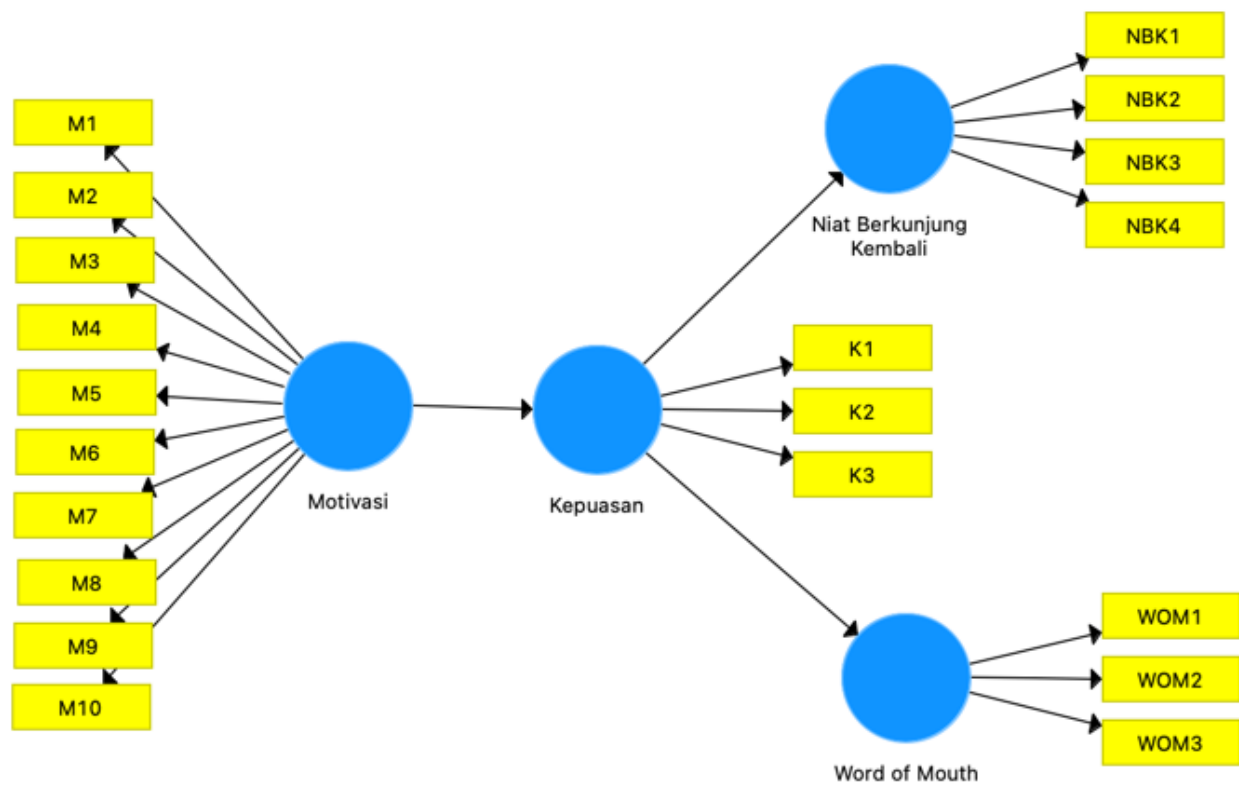 M1
M2
M3
M4
M5
M6
M7
M8
M9
M10
Motivasi
Kepuasan
K1
K2
K3
Niat Berkunjung
Kembali
NBK1
NBK2
NBK3
NBK4
Word of Mouth
WOM1
WOM2
WOM3